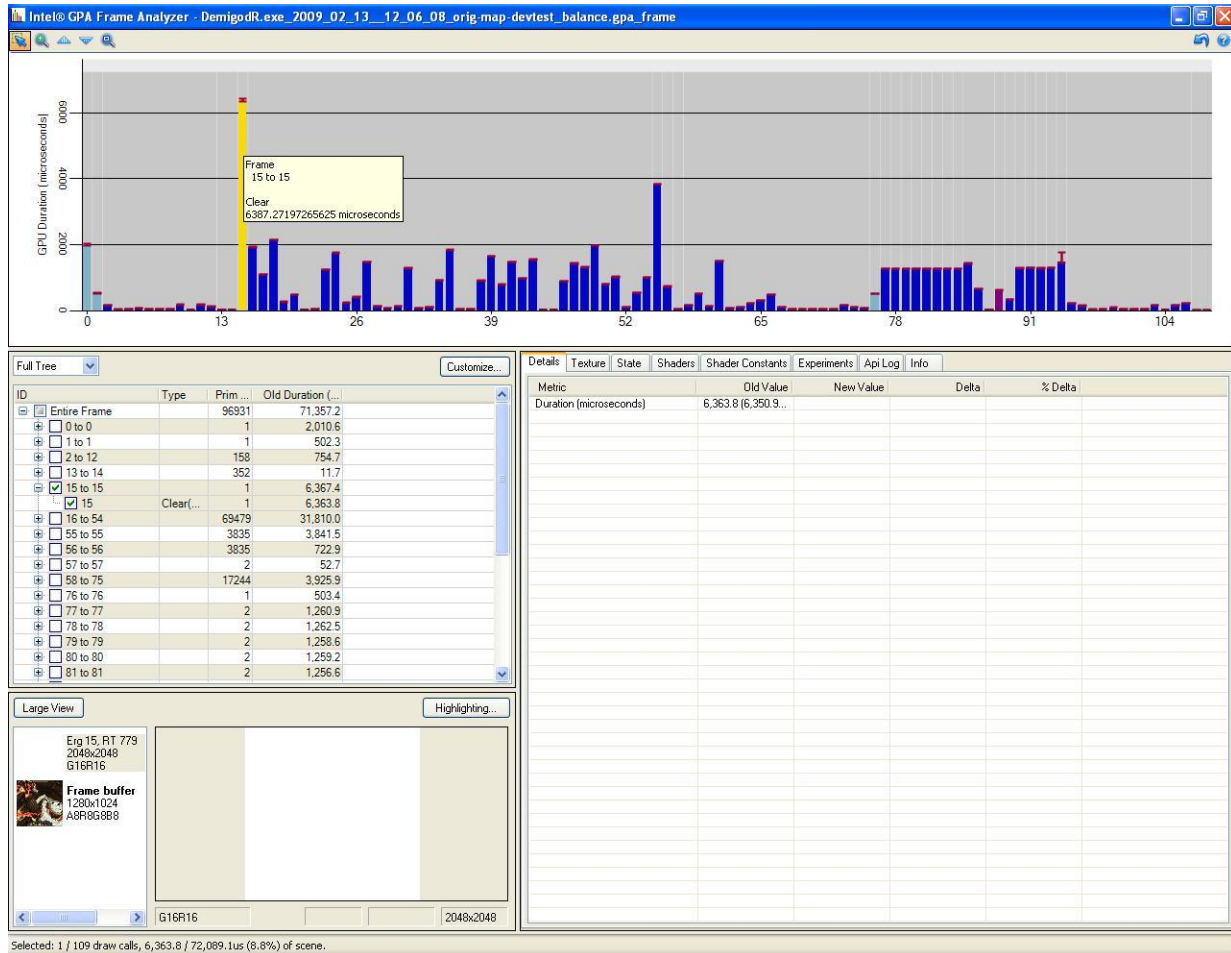 Intel® GPA Frame Analyzer - DemigodR.exe_2009_02_13__12_06_08_orig-map-devtest_balance.gpa_frame
GPU Duration (microseconds)
6000
4000
2000
0
Frame
15 to 15
Clear
6387.27197265625 microseconds
0 13 26 39 52 65 78 91 104
Full Tree
Customize...
ID Type Prim ... Old Duration (...
Entire Frame 96931 71,357.2
0 to 0 1 2,010.6
1 to 1 1 502.3
2 to 12 158 754.7
13 to 14 352 11.7
15 to 15 1 6,367.4
15 Clear(... 1 6,363.8
16 to 54 69479 31,810.0
55 to 55 3835 3,841.5
56 to 56 3835 722.9
57 to 57 2 52.7
58 to 75 17244 3,925.9
76 to 76 1 503.4
77 to 77 2 1,260.9
78 to 78 2 1,262.5
79 to 79 2 1,258.6
80 to 80 2 1,259.2
81 to 81 2 1,256.6
Large View
Highlighting...
Erg 15, RT 779
2048x2048
G16R16
Frame buffer
1280x1024
A8R8G8B8
G16R16 2048x2048
Details Texture State Shaders Shader Constants Experiments Api Log Info
Metric Old Value New Value Delta % Delta
Duration (microseconds) 6,363.8 (6,350.9...
Selected: 1 / 109 draw calls, 6,363.8 / 72,089.1us (8.8%) of scene.